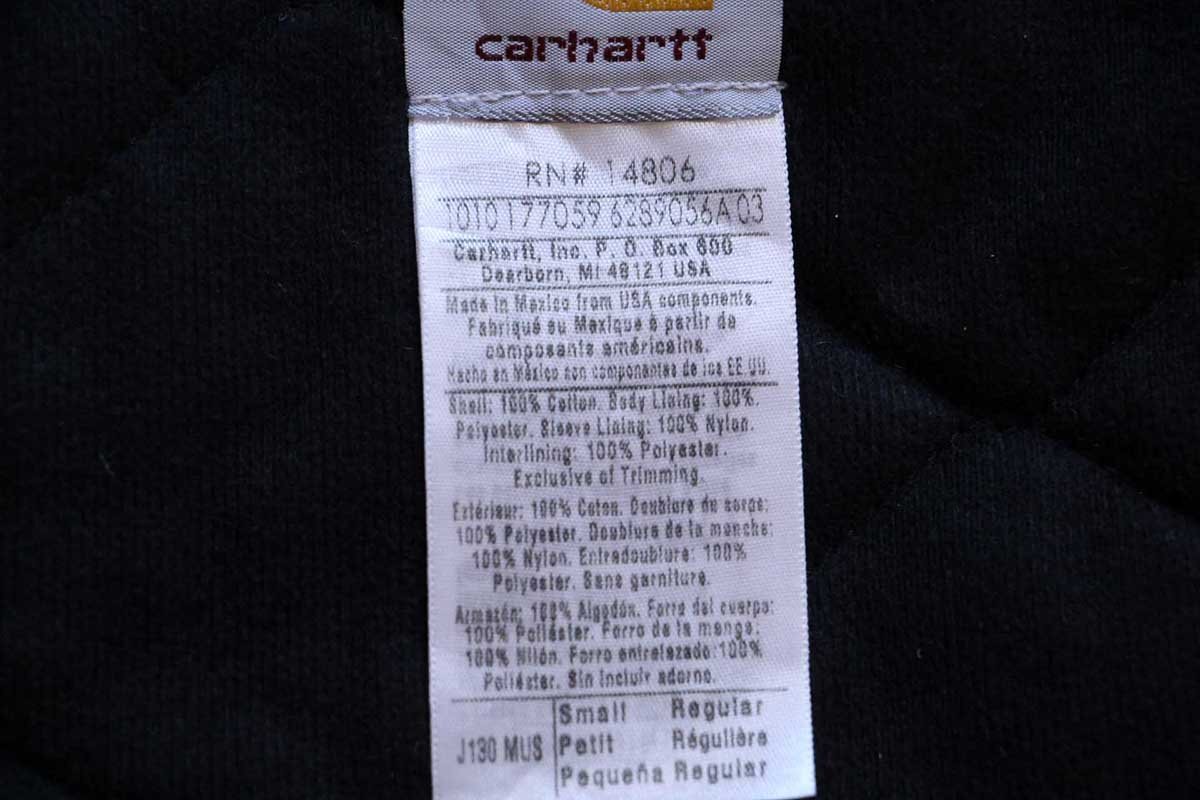 carhartt
RN# 14806
1010177059 6289056A 03
Carhartt, Inc. P. O. Box 600
Dearborn, MI 48121 USA
Made in Mexico from USA components.
Fabriqué au Mexique à partir de
composants américains.
Hecho en México con componentes de los EE.UU.
Shell: 100% Cotton. Body Lining: 100%.
Polyester. Sleeve Lining: 100% Nylon.
Interlining: 100% Polyester.
Exclusive of Trimming.
Extérieur: 100% Coton. Doublure du corps:
100% Polyester. Doublure de la manche:
100% Nylon. Entredoublure: 100%
Polyester. Sans garniture.
Armazón: 100% Algodón. Forro del cuerpo:
100% Poliéster. Forro de la manga:
100% Nilón. Forro entrelazado: 100%
Poliéster. Sin incluir adorno.
J130 MUS
Small Regular
Petit Régulière
Pequeña Regular